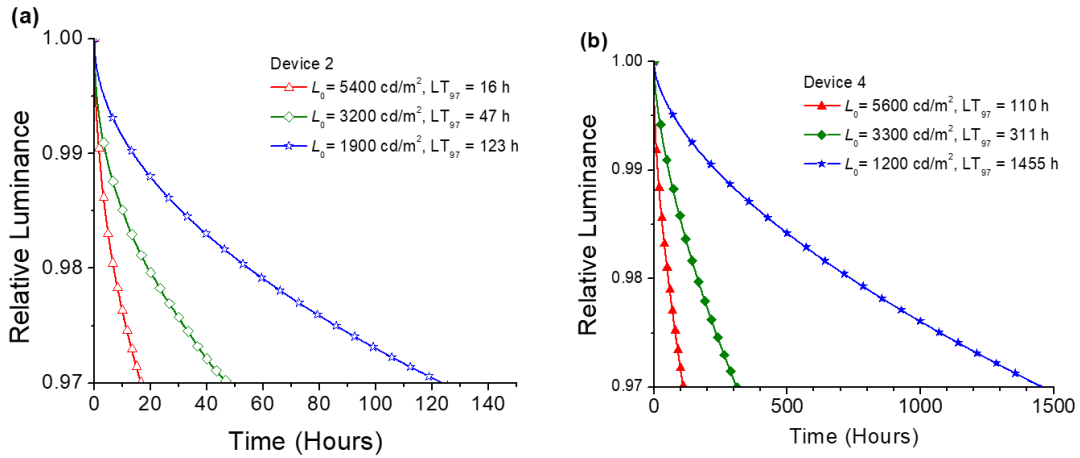 (a)
Relative Luminance
1.00
0.99
0.98
0.97
Device 2
L₀ = 5400 cd/m², LT₉₇ = 16 h
L₀ = 3200 cd/m², LT₉₇ = 47 h
L₀ = 1900 cd/m², LT₉₇ = 123 h
0 20 40 60 80 100 120 140
Time (Hours)
(b)
Relative Luminance
1.00
0.99
0.98
0.97
Device 4
L₀ = 5600 cd/m², LT₉₇ = 110 h
L₀ = 3300 cd/m², LT₉₇ = 311 h
L₀ = 1200 cd/m², LT₉₇ = 1455 h
0 500 1000 1500
Time (Hours)